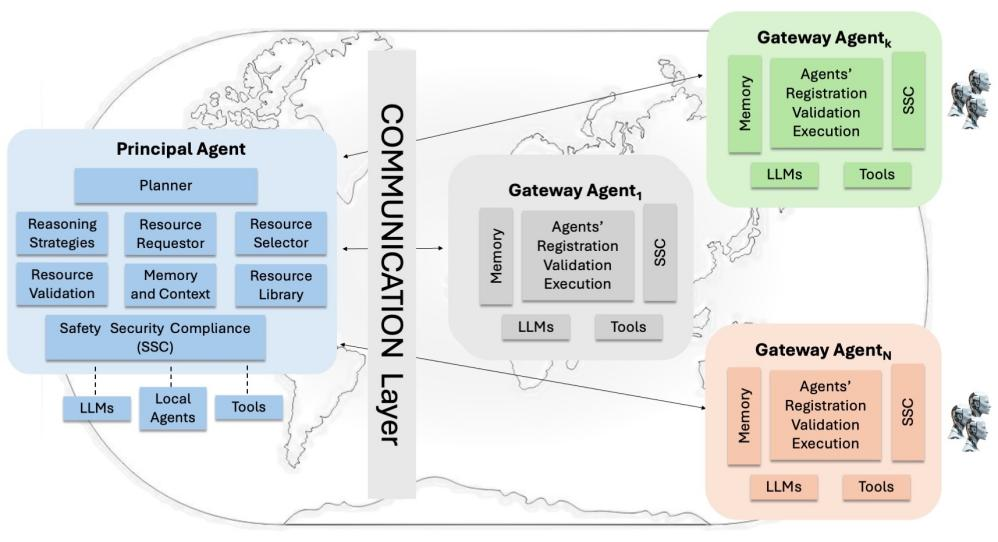 Principal Agent
Planner
Reasoning
Strategies
Resource
Requestor
Resource
Selector
Resource
Validation
Memory
and Context
Resource
Library
Safety Security Compliance
(SSC)
LLMs
Local
Agents
Tools
COMMUNICATION Layer
Gateway Agent1
Memory
Agents’
Registration
Validation
Execution
SSC
LLMs
Tools
Gateway Agentk
Memory
Agents’
Registration
Validation
Execution
SSC
LLMs
Tools
Gateway AgentN
Memory
Agents’
Registration
Validation
Execution
SSC
LLMs
Tools